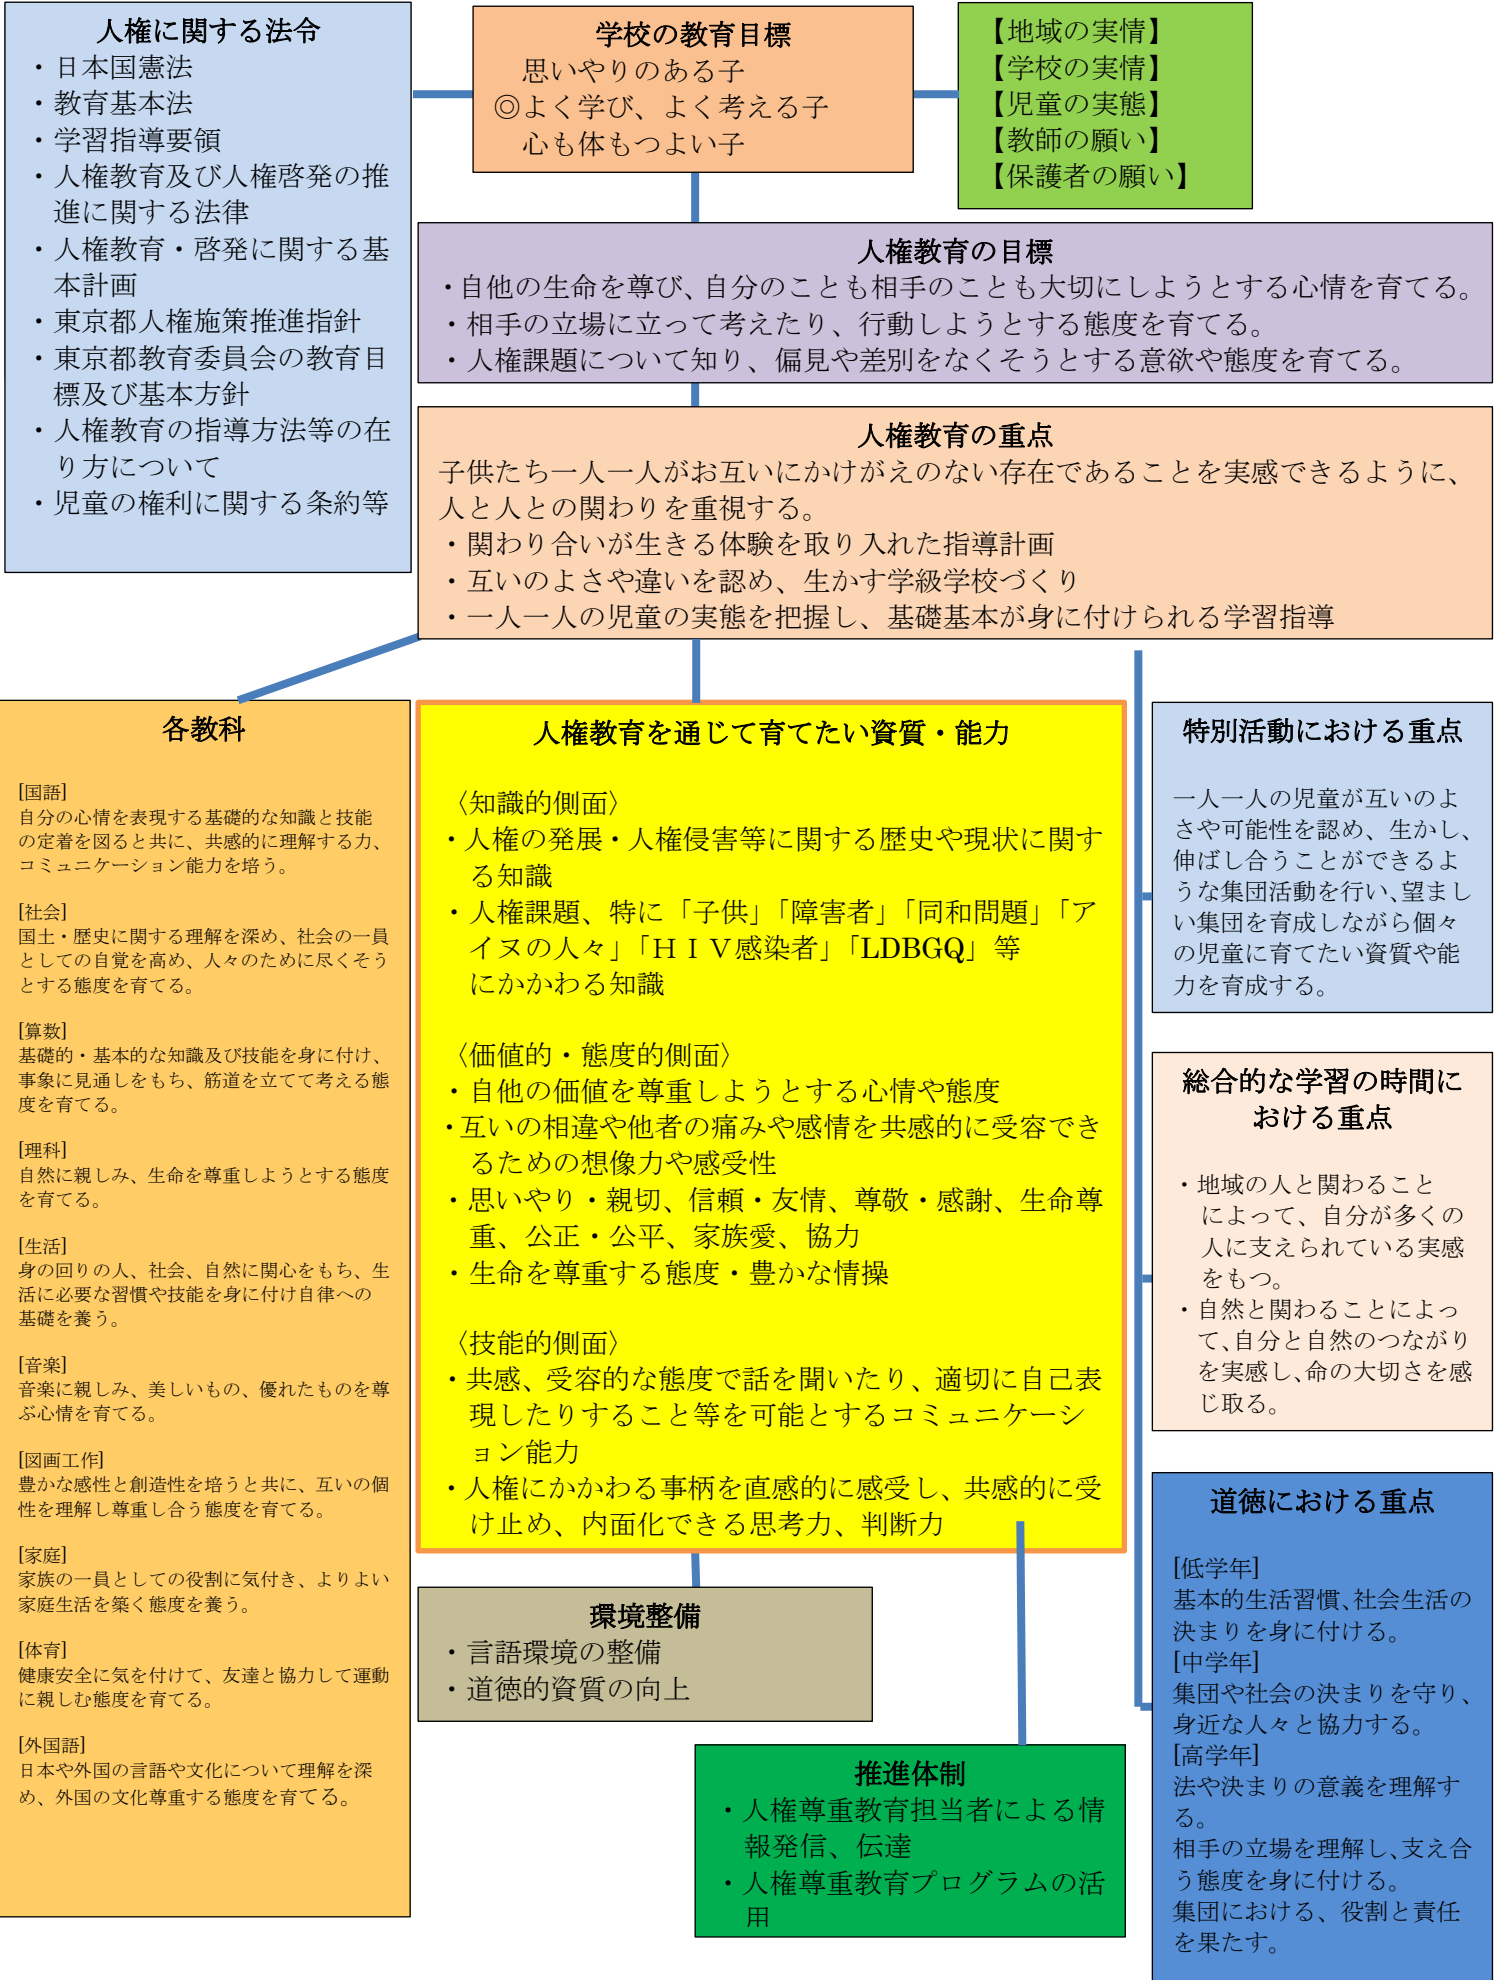 人権に関する法令
・日本国憲法
・教育基本法
・学習指導要領
・人権教育及び人権啓発の推
進に関する法律
・人権教育・啓発に関する基
本計画
・東京都人権施策推進指針
・東京都教育委員会の教育目
標及び基本方針
・人権教育の指導方法等の在
り方について
・児童の権利に関する条約等
学校の教育目標
思いやりのある子
◎よく学び、よく考える子
心も体もつよい子
【地域の実情】
【学校の実情】
【児童の実態】
【教師の願い】
【保護者の願い】
人権教育の目標
・自他の生命を尊び、自分のことも相手のことも大切にしようとする心情を育てる。
・相手の立場に立って考えたり、行動しようとする態度を育てる。
・人権課題について知り、偏見や差別をなくそうとする意欲や態度を育てる。
人権教育の重点
子供たち一人一人がお互いにかけがえのない存在であることを実感できるように、
人と人との関わりを重視する。
・関わり合いが生きる体験を取り入れた指導計画
・互いのよさや違いを認め、生かす学級学校づくり
・一人一人の児童の実態を把握し、基礎基本が身に付けられる学習指導
各教科
[国語]
自分の心情を表現する基礎的な知識と技能
の定着を図ると共に、共感的に理解する力、
コミュニケーション能力を培う。
[社会]
国土・歴史に関する理解を深め、社会の一員
としての自覚を高め、人々のために尽くそう
とする態度を育てる。
[算数]
基礎的・基本的な知識及び技能を身に付け、
事象に見通しをもち、筋道を立てて考える態
度を育てる。
[理科]
自然に親しみ、生命を尊重しようとする態度
を育てる。
[生活]
身の回りの人、社会、自然に関心をもち、生
活に必要な習慣や技能を身に付け自律への
基礎を養う。
[音楽]
音楽に親しみ、美しいもの、優れたものを尊
ぶ心情を育てる。
[図画工作]
豊かな感性と創造性を培うと共に、互いの個
性を理解し尊重し合う態度を育てる。
[家庭]
家族の一員としての役割に気付き、よりよい
家庭生活を築く態度を養う。
[体育]
健康安全に気を付けて、友達と協力して運動
に親しむ態度を育てる。
[外国語]
日本や外国の言語や文化について理解を深
め、外国の文化尊重する態度を育てる。
人権教育を通じて育てたい資質・能力
〈知識的側面〉
・人権の発展・人権侵害等に関する歴史や現状に関す
る知識
・人権課題、特に「子供」「障害者」「同和問題」「ア
イヌの人々」「ＨＩＶ感染者」「LDBGQ」等
にかかわる知識
〈価値的・態度的側面〉
・自他の価値を尊重しようとする心情や態度
・互いの相違や他者の痛みや感情を共感的に受容でき
るための想像力や感受性
・思いやり・親切、信頼・友情、尊敬・感謝、生命尊
重、公正・公平、家族愛、協力
・生命を尊重する態度・豊かな情操
〈技能的側面〉
・共感、受容的な態度で話を聞いたり、適切に自己表
現したりすること等を可能とするコミュニケーシ
ョン能力
・人権にかかわる事柄を直感的に感受し、共感的に受
け止め、内面化できる思考力、判断力
環境整備
・言語環境の整備
・道徳的資質の向上
推進体制
・人権尊重教育担当者による情
報発信、伝達
・人権尊重教育プログラムの活
用
特別活動における重点
一人一人の児童が互いのよ
さや可能性を認め、生かし、
伸ばし合うことができるよ
うな集団活動を行い、望まし
い集団を育成しながら個々
の児童に育てたい資質や能
力を育成する。
総合的な学習の時間に
おける重点
・地域の人と関わること
によって、自分が多くの
人に支えられている実感
をもつ。
・自然と関わることによっ
て、自分と自然のつながり
を実感し、命の大切さを感
じ取る。
道徳における重点
[低学年]
基本的生活習慣、社会生活の
決まりを身に付ける。
[中学年]
集団や社会の決まりを守り、
身近な人々と協力する。
[高学年]
法や決まりの意義を理解す
る。
相手の立場を理解し、支え合
う態度を身に付ける。
集団における、役割と責任
を果たす。